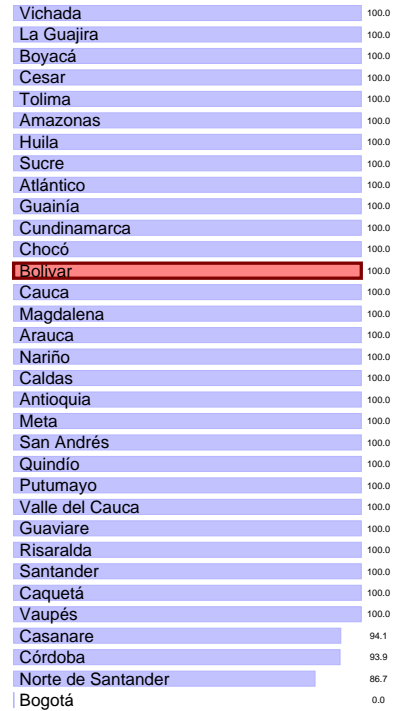 Vichada 100.0
La Guajira 100.0
Boyacá 100.0
Cesar 100.0
Tolima 100.0
Amazonas 100.0
Huila 100.0
Sucre 100.0
Atlántico 100.0
Guainía 100.0
Cundinamarca 100.0
Chocó 100.0
Bolivar 100.0
Cauca 100.0
Magdalena 100.0
Arauca 100.0
Nariño 100.0
Caldas 100.0
Antioquia 100.0
Meta 100.0
San Andrés 100.0
Quindío 100.0
Putumayo 100.0
Valle del Cauca 100.0
Guaviare 100.0
Risaralda 100.0
Santander 100.0
Caquetá 100.0
Vaupés 100.0
Casanare 94.1
Córdoba 93.9
Norte de Santander 86.7
Bogotá 0.0